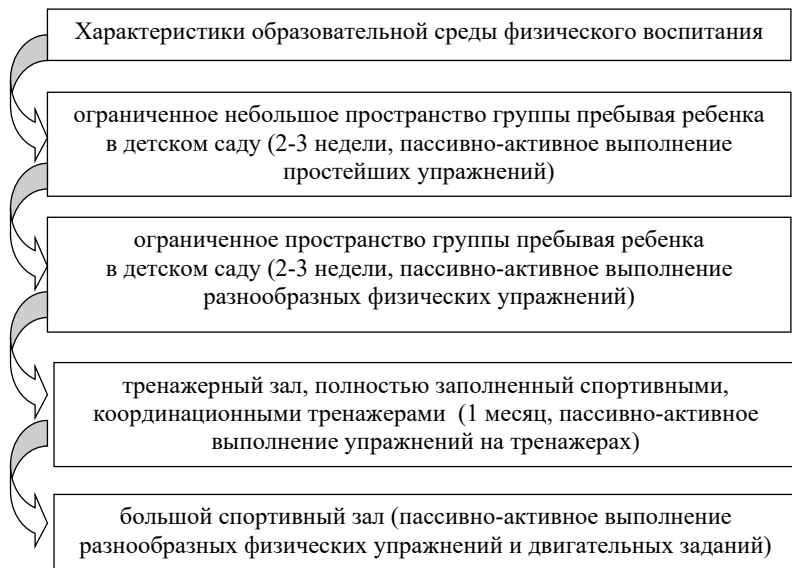 Характеристики образовательной среды физического воспитания
ограниченное небольшое пространство группы пребывая ребенка
в детском саду (2-3 недели, пассивно-активное выполнение
простейших упражнений)
ограниченное пространство группы пребывая ребенка
в детском саду (2-3 недели, пассивно-активное выполнение
разнообразных физических упражнений)
тренажерный зал, полностью заполненный спортивными,
координационными тренажерами (1 месяц, пассивно-активное
выполнение упражнений на тренажерах)
большой спортивный зал (пассивно-активное выполнение
разнообразных физических упражнений и двигательных заданий)